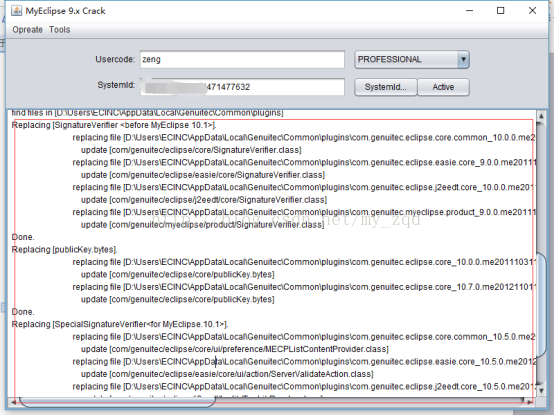 MyEclipse 9.x Crack
Opreate Tools
Usercode: zeng PROFESSIONAL
SystemId: 471477632 SystemId... Active
find files in [D:\Users\ECINC\AppData\Local\Genuitec\Common\plugins]
Replacing [SignatureVerifier <before MyEclipse 10.1>].
replacing file [D:\Users\ECINC\AppData\Local\Genuitec\Common\plugins\com.genuitec.eclipse.core.common_10.0.0.me2011
update [com/genuitec/eclipse/core/SignatureVerifier.class]
replacing file [D:\Users\ECINC\AppData\Local\Genuitec\Common\plugins\com.genuitec.eclipse.easie.core_9.0.0.me20111
update [com/genuitec/eclipse/easie/core/SignatureVerifier.class]
replacing file [D:\Users\ECINC\AppData\Local\Genuitec\Common\plugins\com.genuitec.eclipse.j2eedt.core_10.0.0.me2011
update [com/genuitec/eclipse/j2eedt/core/SignatureVerifier.class]
replacing file [D:\Users\ECINC\AppData\Local\Genuitec\Common\plugins\com.genuitec.myeclipse.product_9.0.0.me2011
update [com/genuitec/myeclipse/product/SignatureVerifier.class]
Done.
Replacing [publicKey.bytes].
replacing file [D:\Users\ECINC\AppData\Local\Genuitec\Common\plugins\com.genuitec.eclipse.core_10.0.0.me201110311
update [com/genuitec/eclipse/core/publicKey.bytes]
replacing file [D:\Users\ECINC\AppData\Local\Genuitec\Common\plugins\com.genuitec.eclipse.core_10.7.0.me201211011
update [com/genuitec/eclipse/core/publicKey.bytes]
Done.
Replacing [SpecialSignatureVerifier<for MyEclipse.10.1>].
replacing file [D:\Users\ECINC\AppData\Local\Genuitec\Common\plugins\com.genuitec.eclipse.core.common_10.5.0.me2
update [com/genuitec/eclipse/core/ui/preference/MECPListContentProvider.class]
replacing file [D:\Users\ECINC\AppData\Local\Genuitec\Common\plugins\com.genuitec.eclipse.easie.core_10.5.0.me2012
update [com/genuitec/eclipse/easie/core/ui/action/ServerValidateAction.class]
replacing file [D:\Users\ECINC\AppData\Local\Genuitec\Common\plugins\com.genuitec.eclipse.j2eedt.core_10.5.0.me201